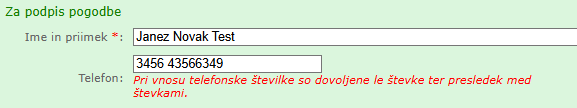 Za podpis pogodbe
Ime in priimek *: Janez Novak Test
Telefon: 3456 43566349
Pri vnosu telefonske številke so dovoljene le števke ter presledek med
števkami.